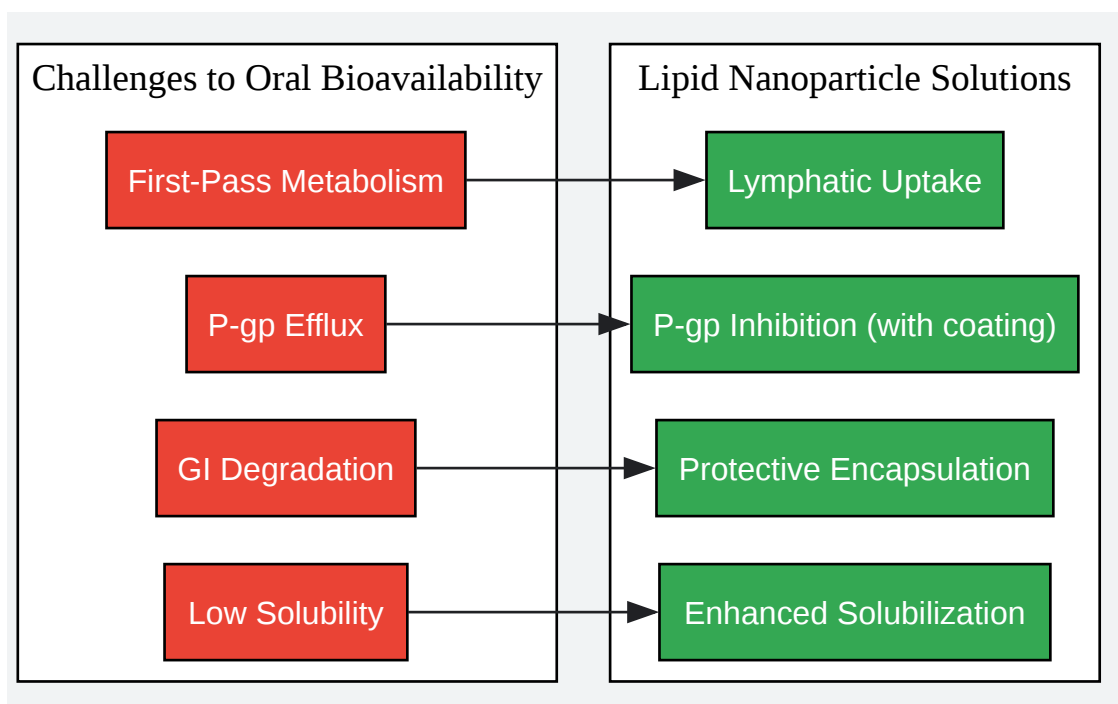 Challenges to Oral Bioavailability
First-Pass Metabolism
P-gp Efflux
GI Degradation
Low Solubility
Lipid Nanoparticle Solutions
Lymphatic Uptake
P-gp Inhibition (with coating)
Protective Encapsulation
Enhanced Solubilization